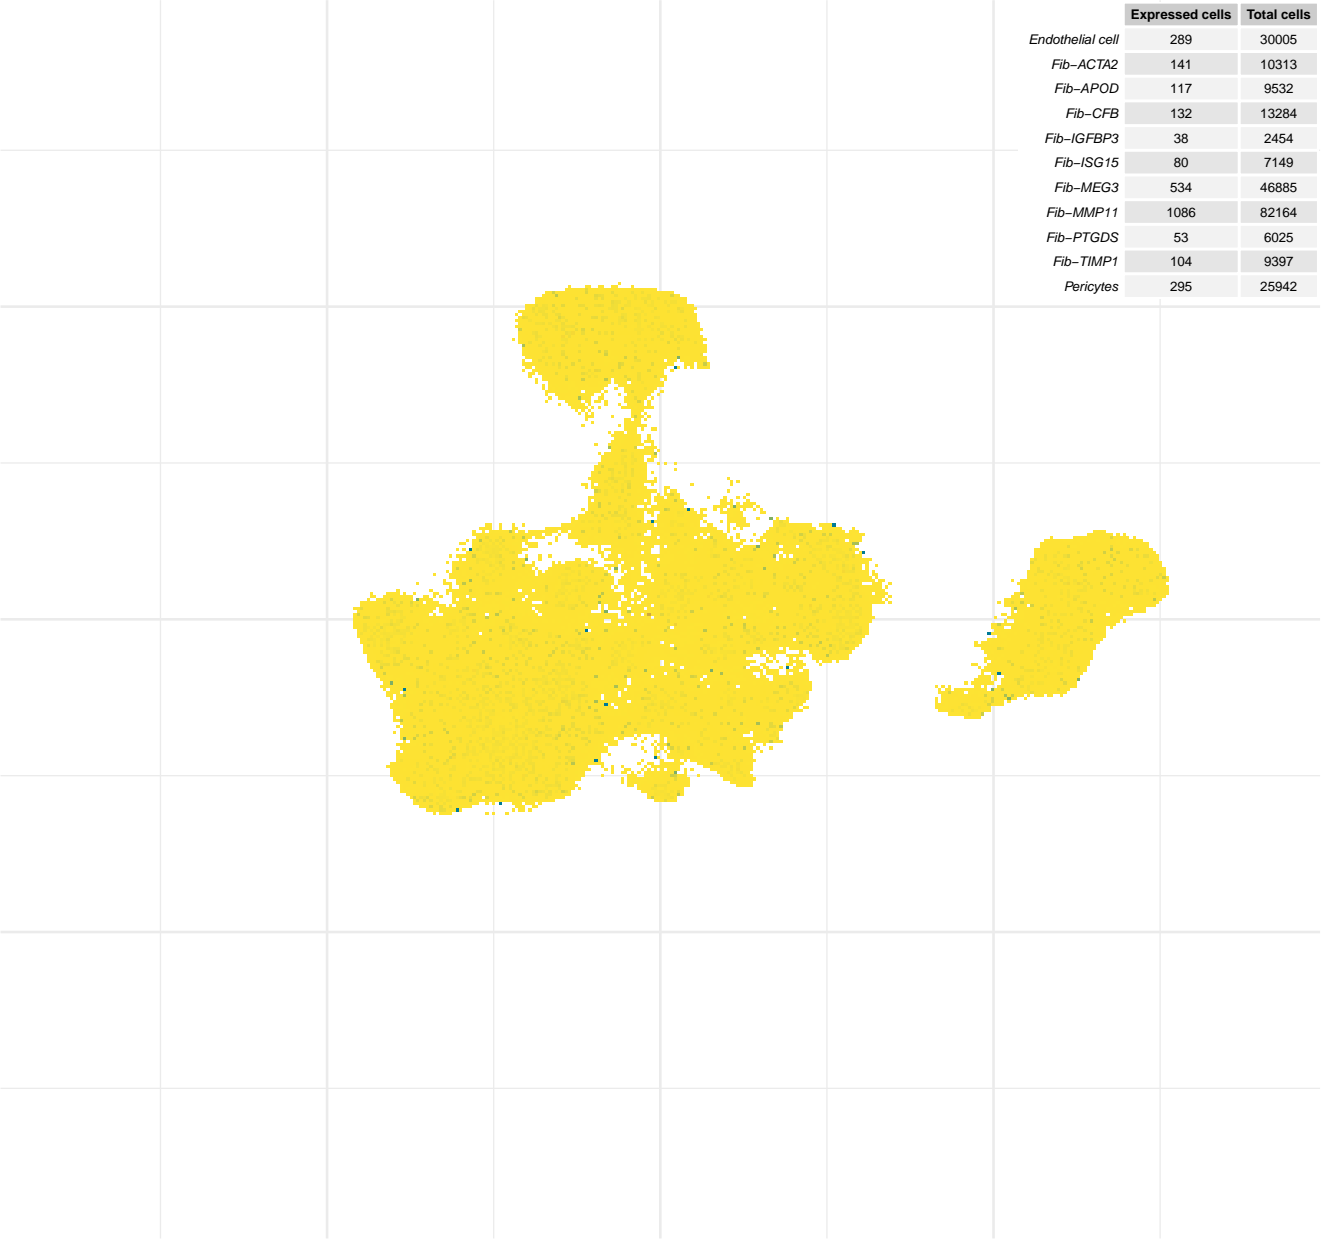 Expressed cells Total cells
Endothelial cell 289 30005
Fib−ACTA2 141 10313
Fib−APOD 117 9532
Fib−CFB 132 13284
Fib−IGFBP3 38 2454
Fib−ISG15 80 7149
Fib−MEG3 534 46885
Fib−MMP11 1086 82164
Fib−PTGDS 53 6025
Fib−TIMP1 104 9397
Pericytes 295 25942